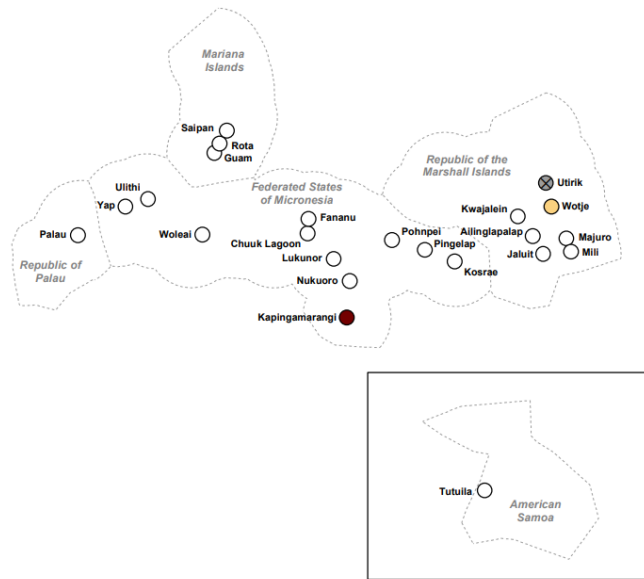 Mariana
Islands
Saipan
Rota
Guam
Republic of the
Marshall Islands
Utirik
Ulithi
Federated States
of Micronesia
Yap
Wotje
Kwajalein
Fananu
Palau
Woleai
Chuuk Lagoon
Pohnpei
Ailinglapalap
Majuro
Pingelap
Lukunor
Jaluit
Mili
Republic of
Palau
Kosrae
Nukuoro
Kapingamarangi
Tutuila
American
Samoa